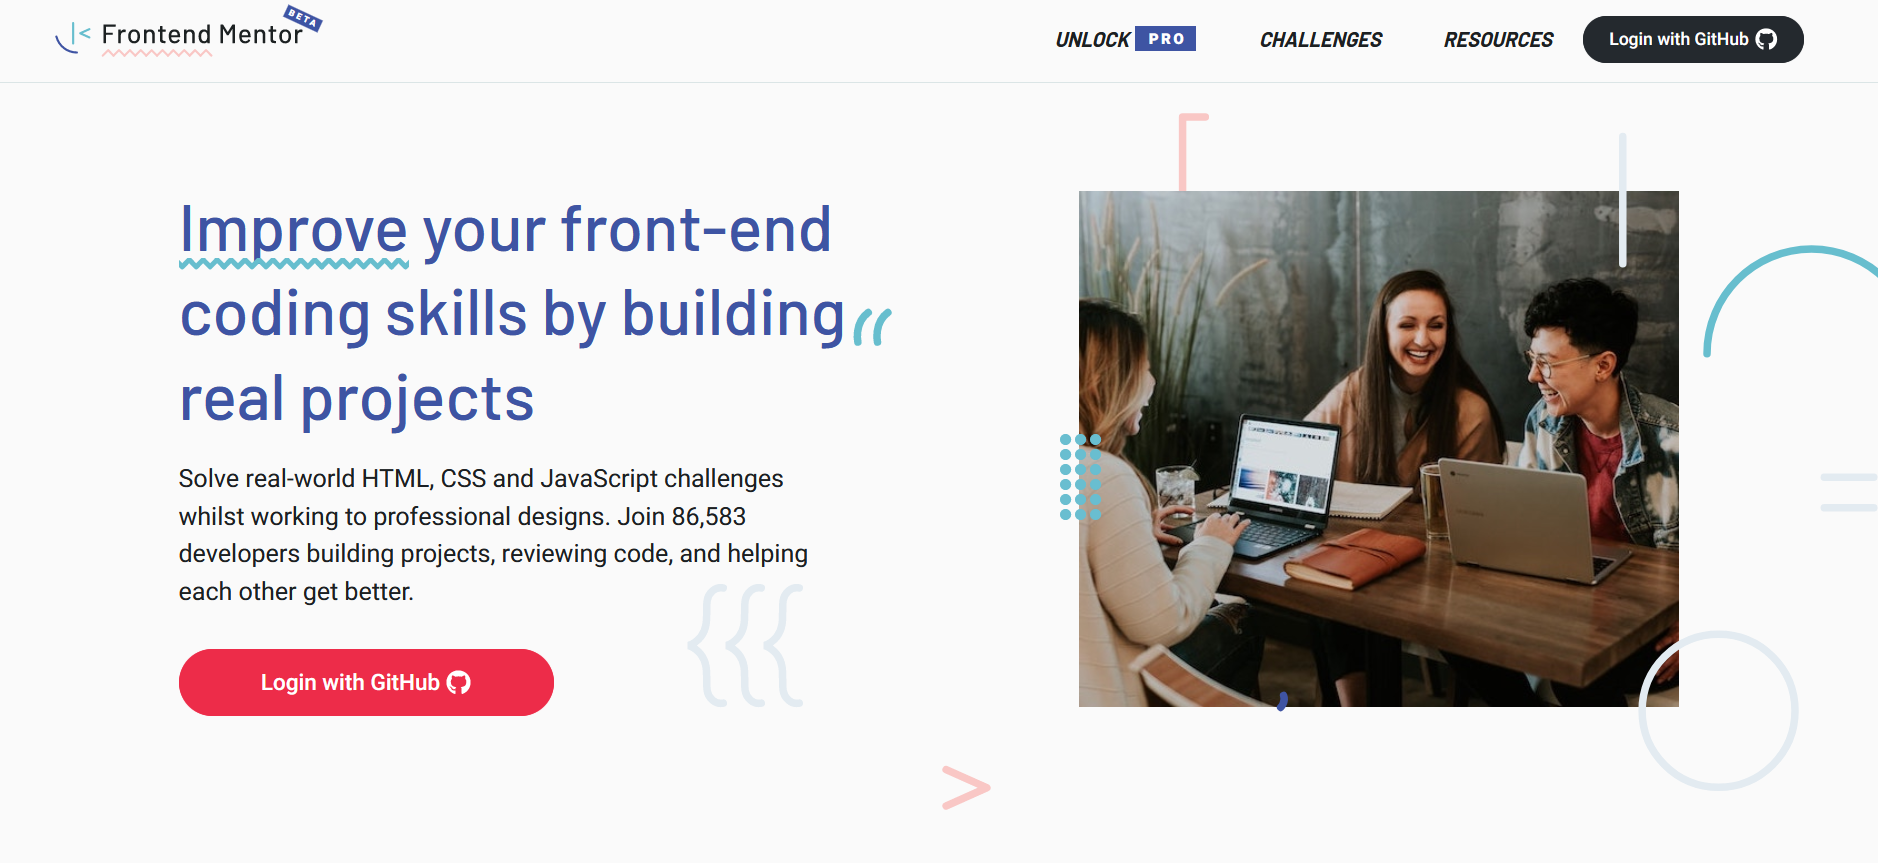 Frontend Mentor
BETA
UNLOCK PRO
CHALLENGES
RESOURCES
Login with GitHub
Improve your front-end
coding skills by building
real projects
Solve real-world HTML, CSS and JavaScript challenges
whilst working to professional designs. Join 86,583
developers building projects, reviewing code, and helping
each other get better.
Login with GitHub